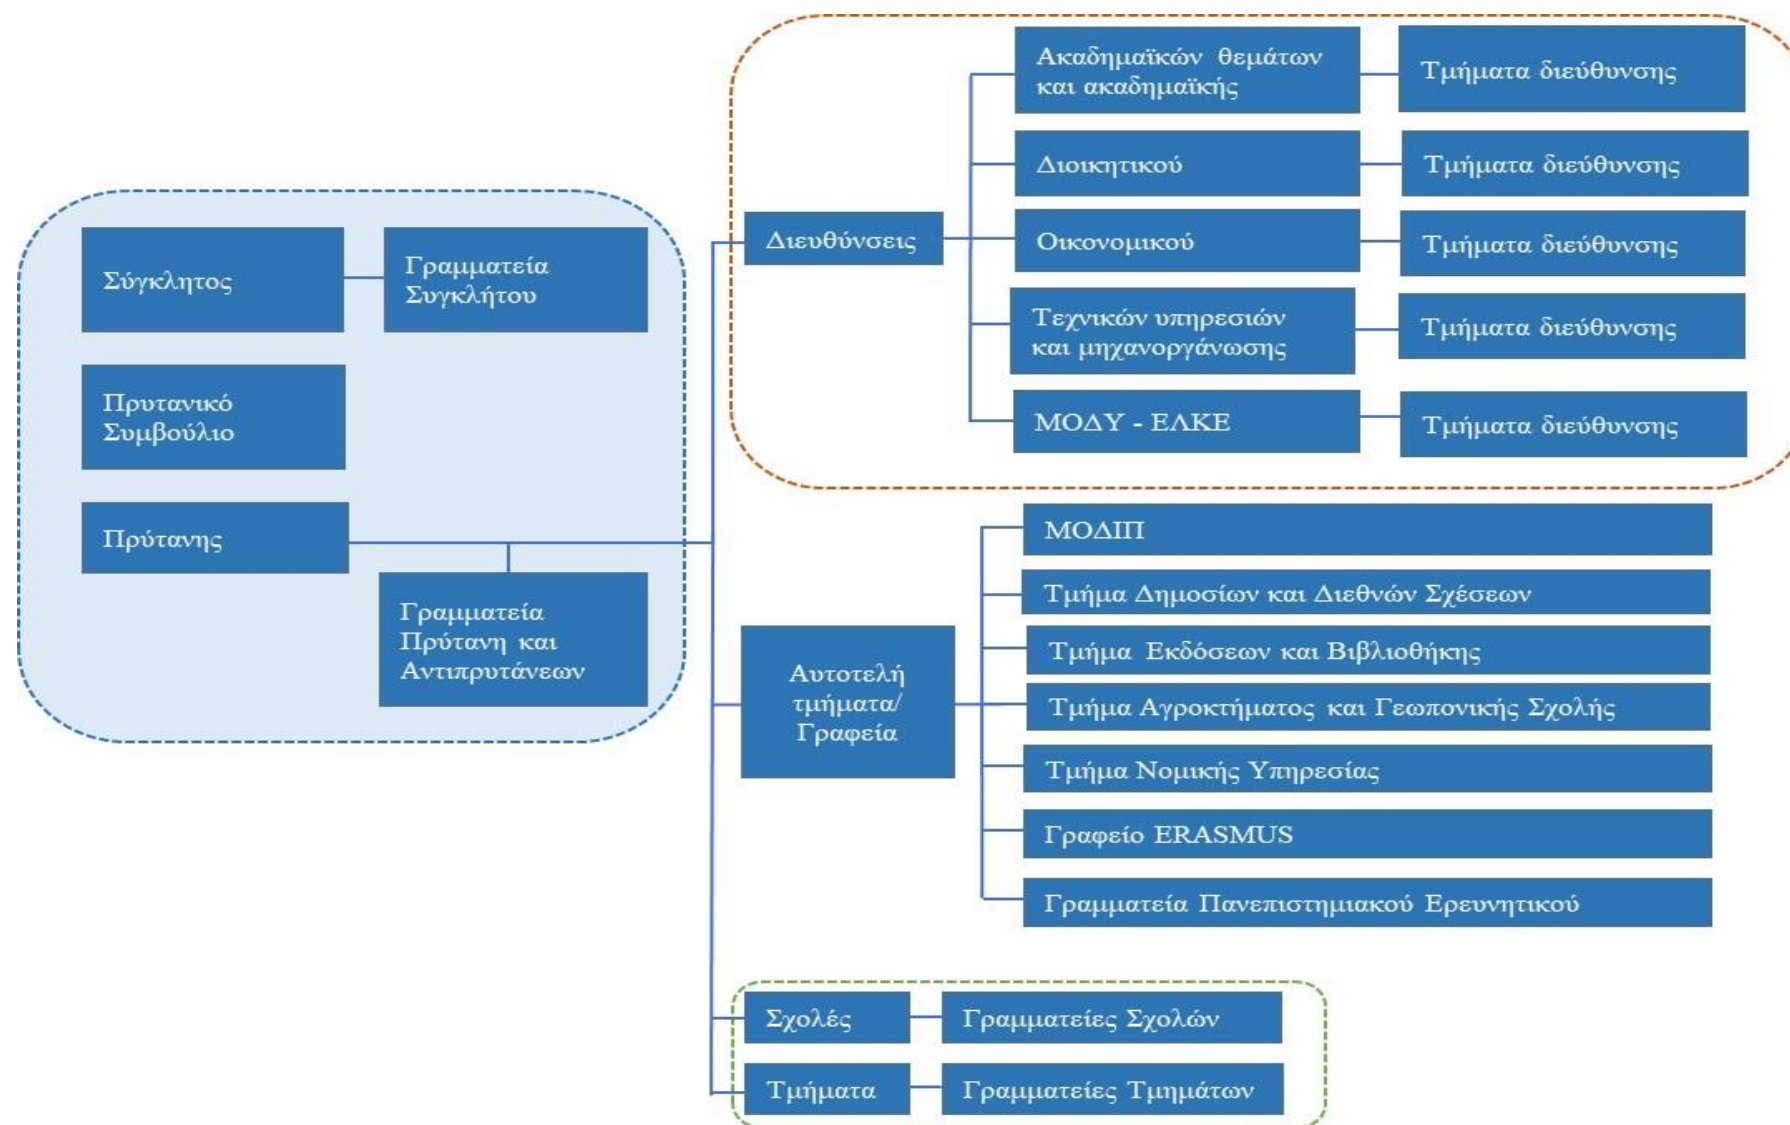 Σύγκλητος
Γραμματεία
Συγκλήτου
Πρυτανικό
Συμβούλιο
Πρύτανης
Γραμματεία
Πρύτανη και
Αντιπρυτάνεων
Διευθύνσεις
Ακαδημαϊκών θεμάτων
και ακαδημαϊκής
Τμήματα διεύθυνσης
Διοικητικού
Τμήματα διεύθυνσης
Οικονομικού
Τμήματα διεύθυνσης
Τεχνικών υπηρεσιών
και μηχανοργάνωσης
Τμήματα διεύθυνσης
ΜΟΔΥ - ΕΛΚΕ
Τμήματα διεύθυνσης
Αυτοτελή
τμήματα/
Γραφεία
ΜΟΔΙΠ
Τμήμα Δημοσίων και Διεθνών Σχέσεων
Τμήμα Εκδόσεων και Βιβλιοθήκης
Τμήμα Αγροκτήματος και Γεωπονικής Σχολής
Τμήμα Νομικής Υπηρεσίας
Γραφείο ERASMUS
Γραμματεία Πανεπιστημιακού Ερευνητικού
Σχολές
Γραμματείες Σχολών
Τμήματα
Γραμματείες Τμημάτων